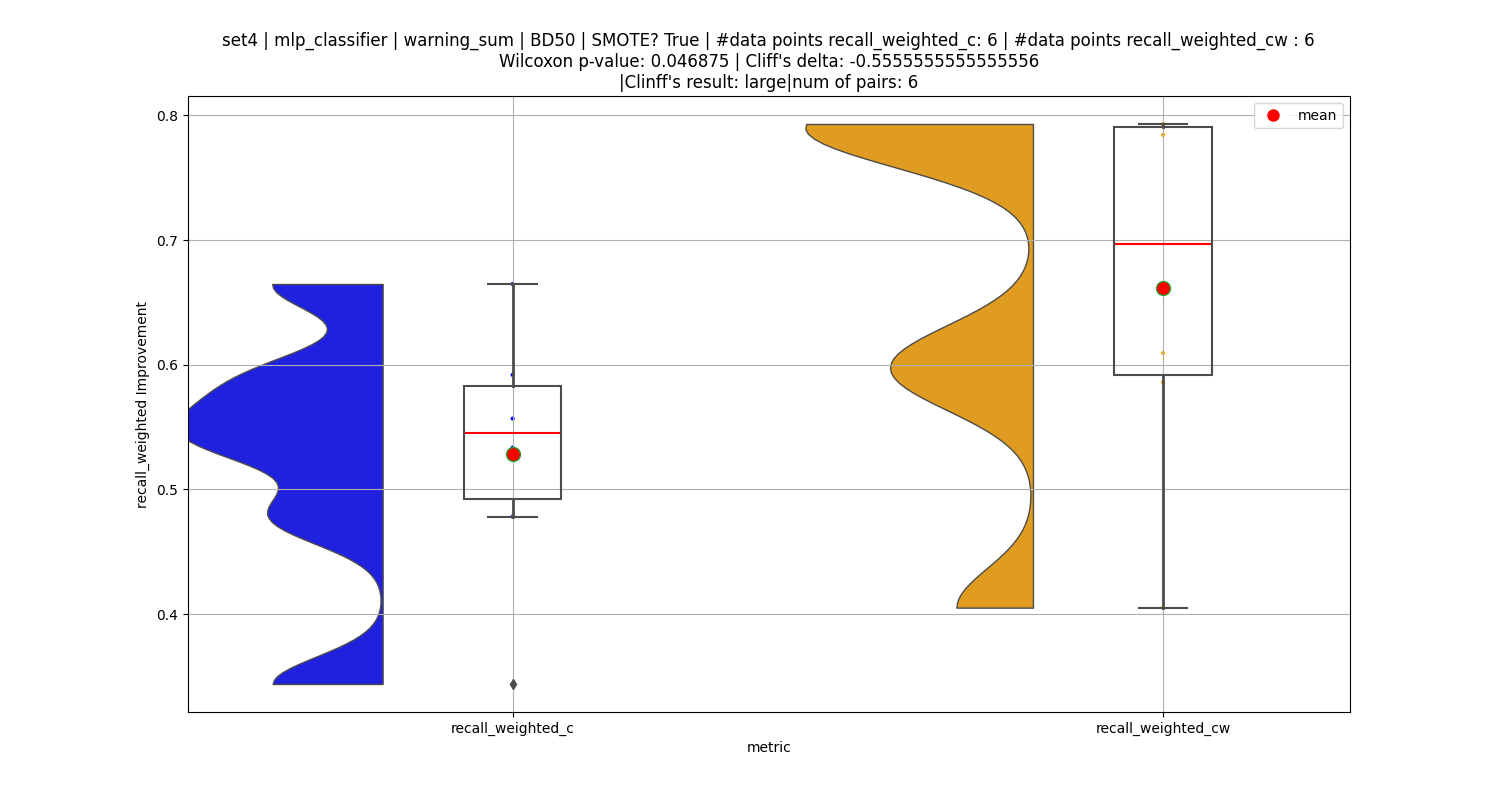 set4 | mlp_classifier | warning_sum | BD50 | SMOTE? True | #data points recall_weighted_c: 6 | #data points recall_weighted_cw : 6
Wilcoxon p-value: 0.046875 | Cliff's delta: -0.5555555555555556
|Clinff's result: large|num of pairs: 6
mean
0.8
0.7
0.6
0.5
0.4
recall_weighted Improvement
recall_weighted_c
recall_weighted_cw
metric